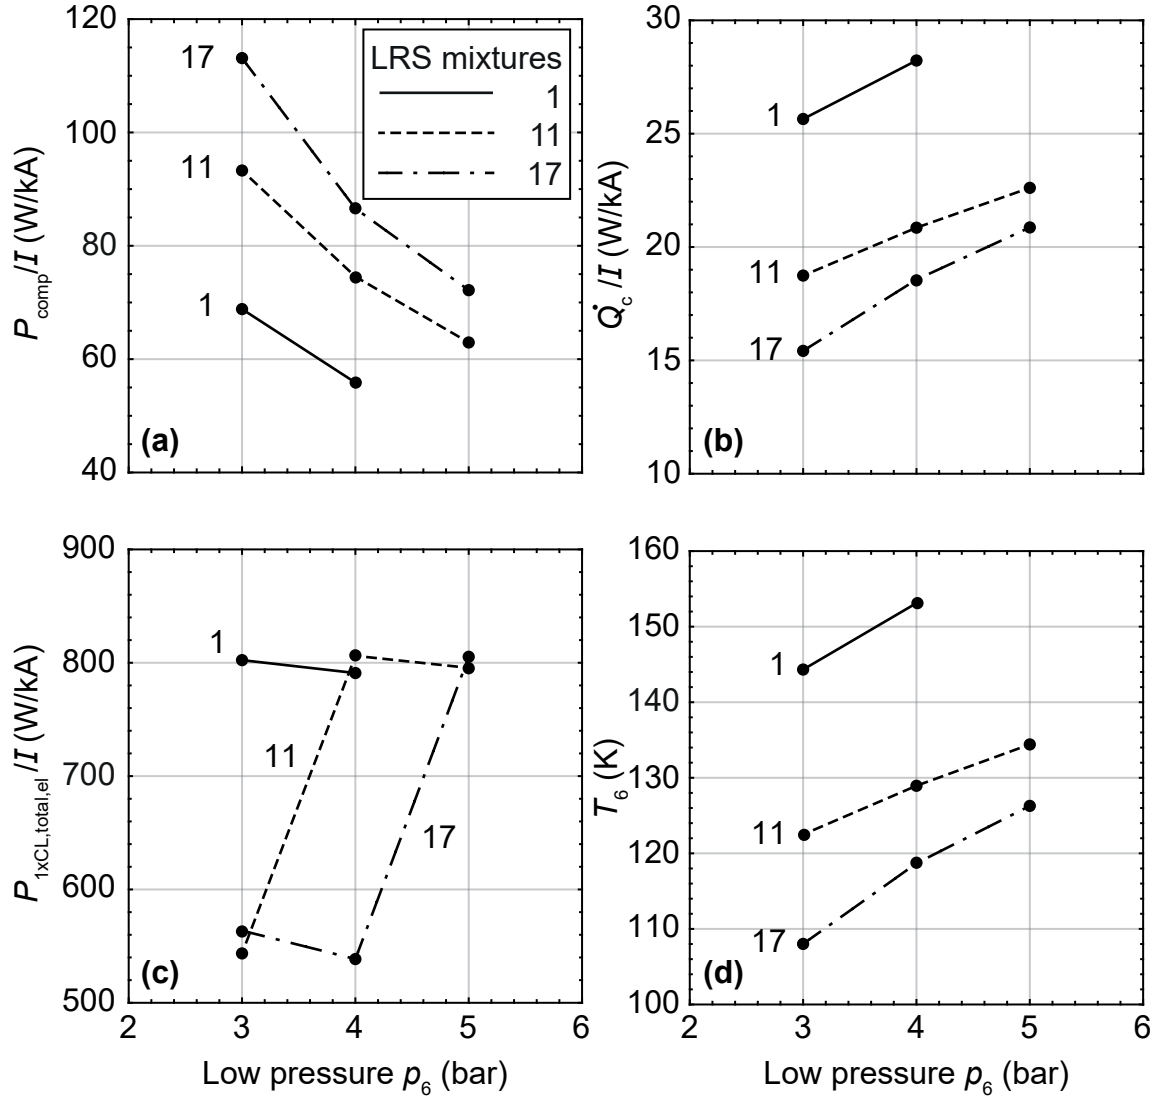 120
100
80
60
40
P_comp/I (W/kA)
17
11
1
LRS mixtures
1
11
17
(a)
30
25
20
15
10
Q̇_c/I (W/kA)
1
11
17
(b)
900
800
700
600
500
P_1xCL,total,el/I (W/kA)
1
11
17
(c)
2 3 4 5 6
Low pressure p_6 (bar)
160
150
140
130
120
110
100
T_6 (K)
1
11
17
(d)
2 3 4 5 6
Low pressure p_6 (bar)